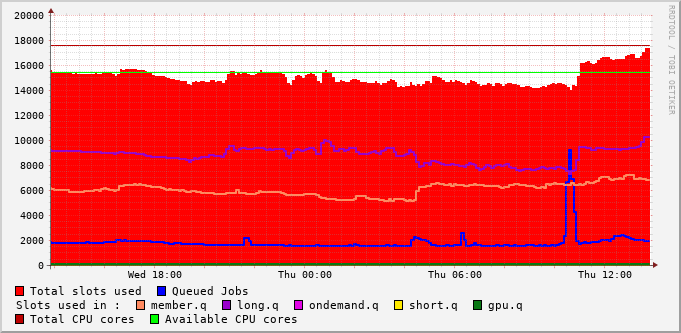 RRDTOOL / TOBI OETIKER
20000
18000
16000
14000
12000
10000
8000
6000
4000
2000
0
Wed 18:00 Thu 00:00 Thu 06:00 Thu 12:00
Total slots used Queued Jobs
Slots used in : member.q long.q ondemand.q short.q gpu.q
Total CPU cores Available CPU cores